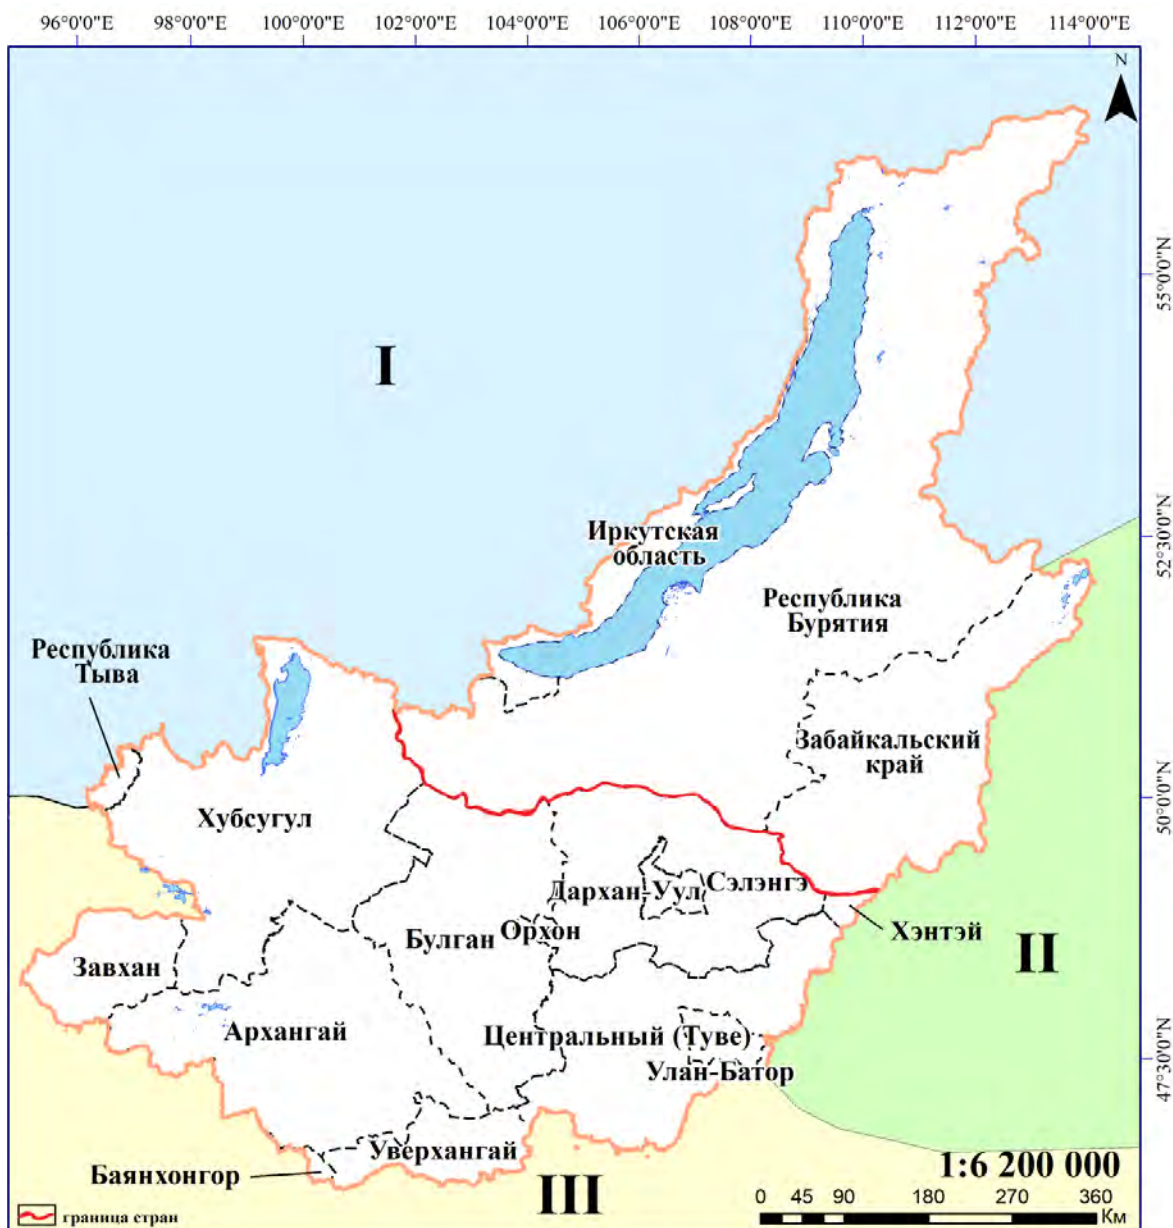 96°0'0"E 98°0'0"E 100°0'0"E 102°0'0"E 104°0'0"E 106°0'0"E 108°0'0"E 110°0'0"E 112°0'0"E 114°0'0"E
N
55°0'0"N
I
52°30'0"N
Иркутская
область
Республика
Бурятия
Республика
Тыва
Забайкальский
край
50°0'0"N
Хубсугул
Дархан-Уул
Сэлэнгэ
Орхон
Булган
Хэнтэй
II
Завхан
Архангай
Центральный (Туве)
47°30'0"N
Улан-Батор
Уверхангай
Баянхонгор
III
1:6 200 000
0 45 90 180 270 360
Км
граница стран